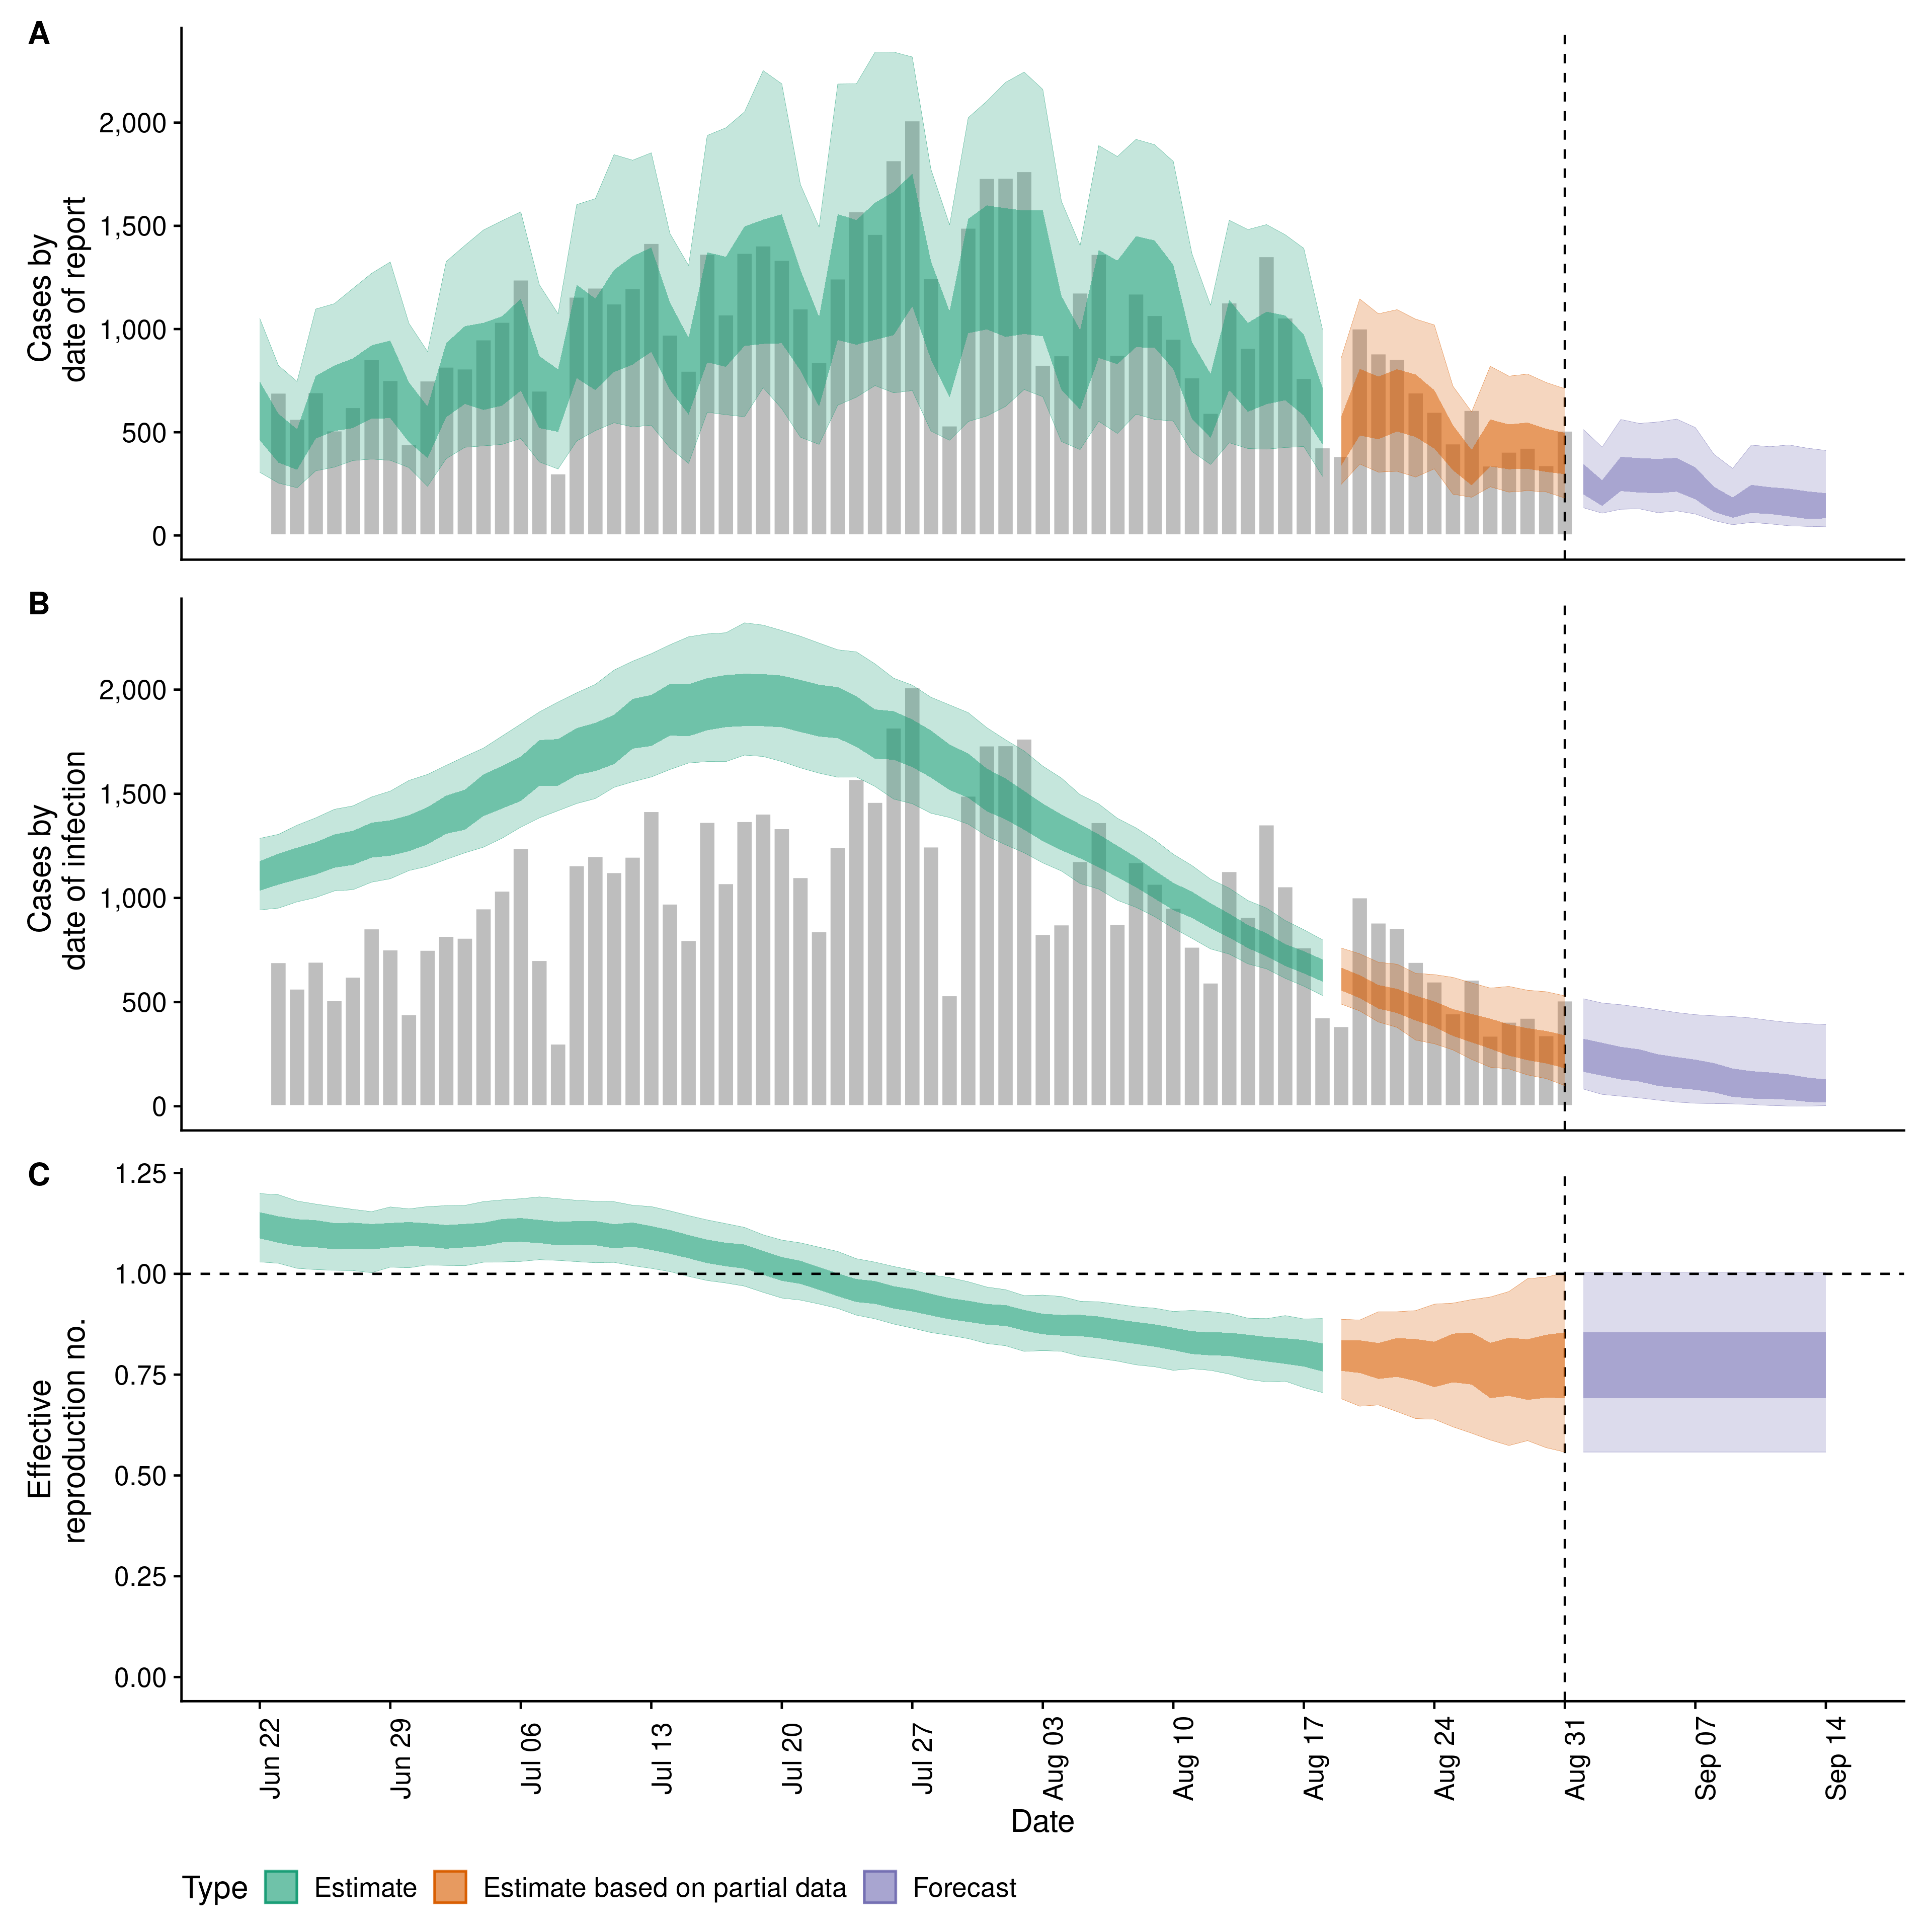 A
Cases by
date of report
2,000
1,500
1,000
500
0
B
Cases by
date of infection
2,000
1,500
1,000
500
0
C
Effective
reproduction no.
1.25
1.00
0.75
0.50
0.25
0.00
Jun 22
Jun 29
Jul 06
Jul 13
Jul 20
Jul 27
Aug 03
Aug 10
Aug 17
Aug 24
Aug 31
Sep 07
Sep 14
Date
Type Estimate Estimate based on partial data Forecast